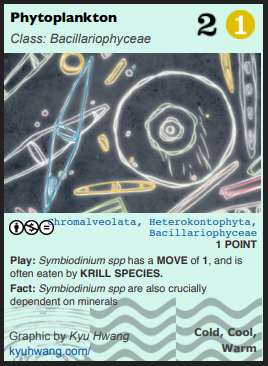 Phytoplankton
2 1
Class: Bacillariophyceae
Chromalveolata, Heterokontophyta,
Bacillariophyceae
1 POINT
Play: Symbiodinium spp has a MOVE of 1, and is
often eaten by KRILL SPECIES.
Fact: Symbiodinium spp are also crucially
dependent on minerals
Graphic by Kyu Hwang
kyuhwang.com/
Cold, Cool,
Warm